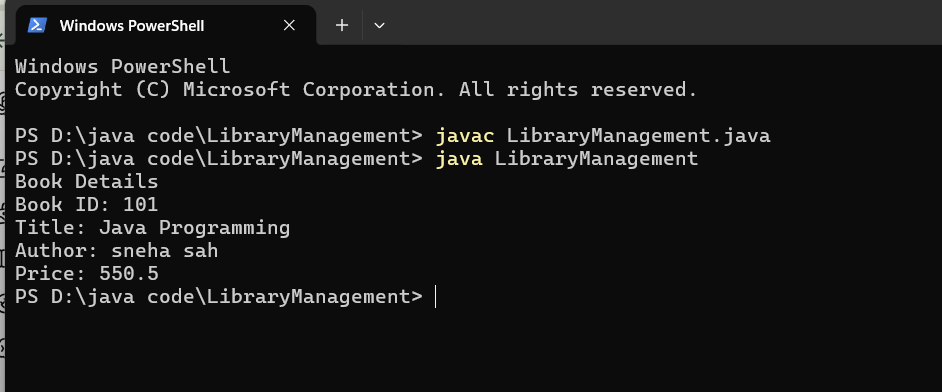 Windows PowerShell
Windows PowerShell
Copyright (C) Microsoft Corporation. All rights reserved.
PS D:\java code\LibraryManagement> javac LibraryManagement.java
PS D:\java code\LibraryManagement> java LibraryManagement
Book Details
Book ID: 101
Title: Java Programming
Author: sneha sah
Price: 550.5
PS D:\java code\LibraryManagement>